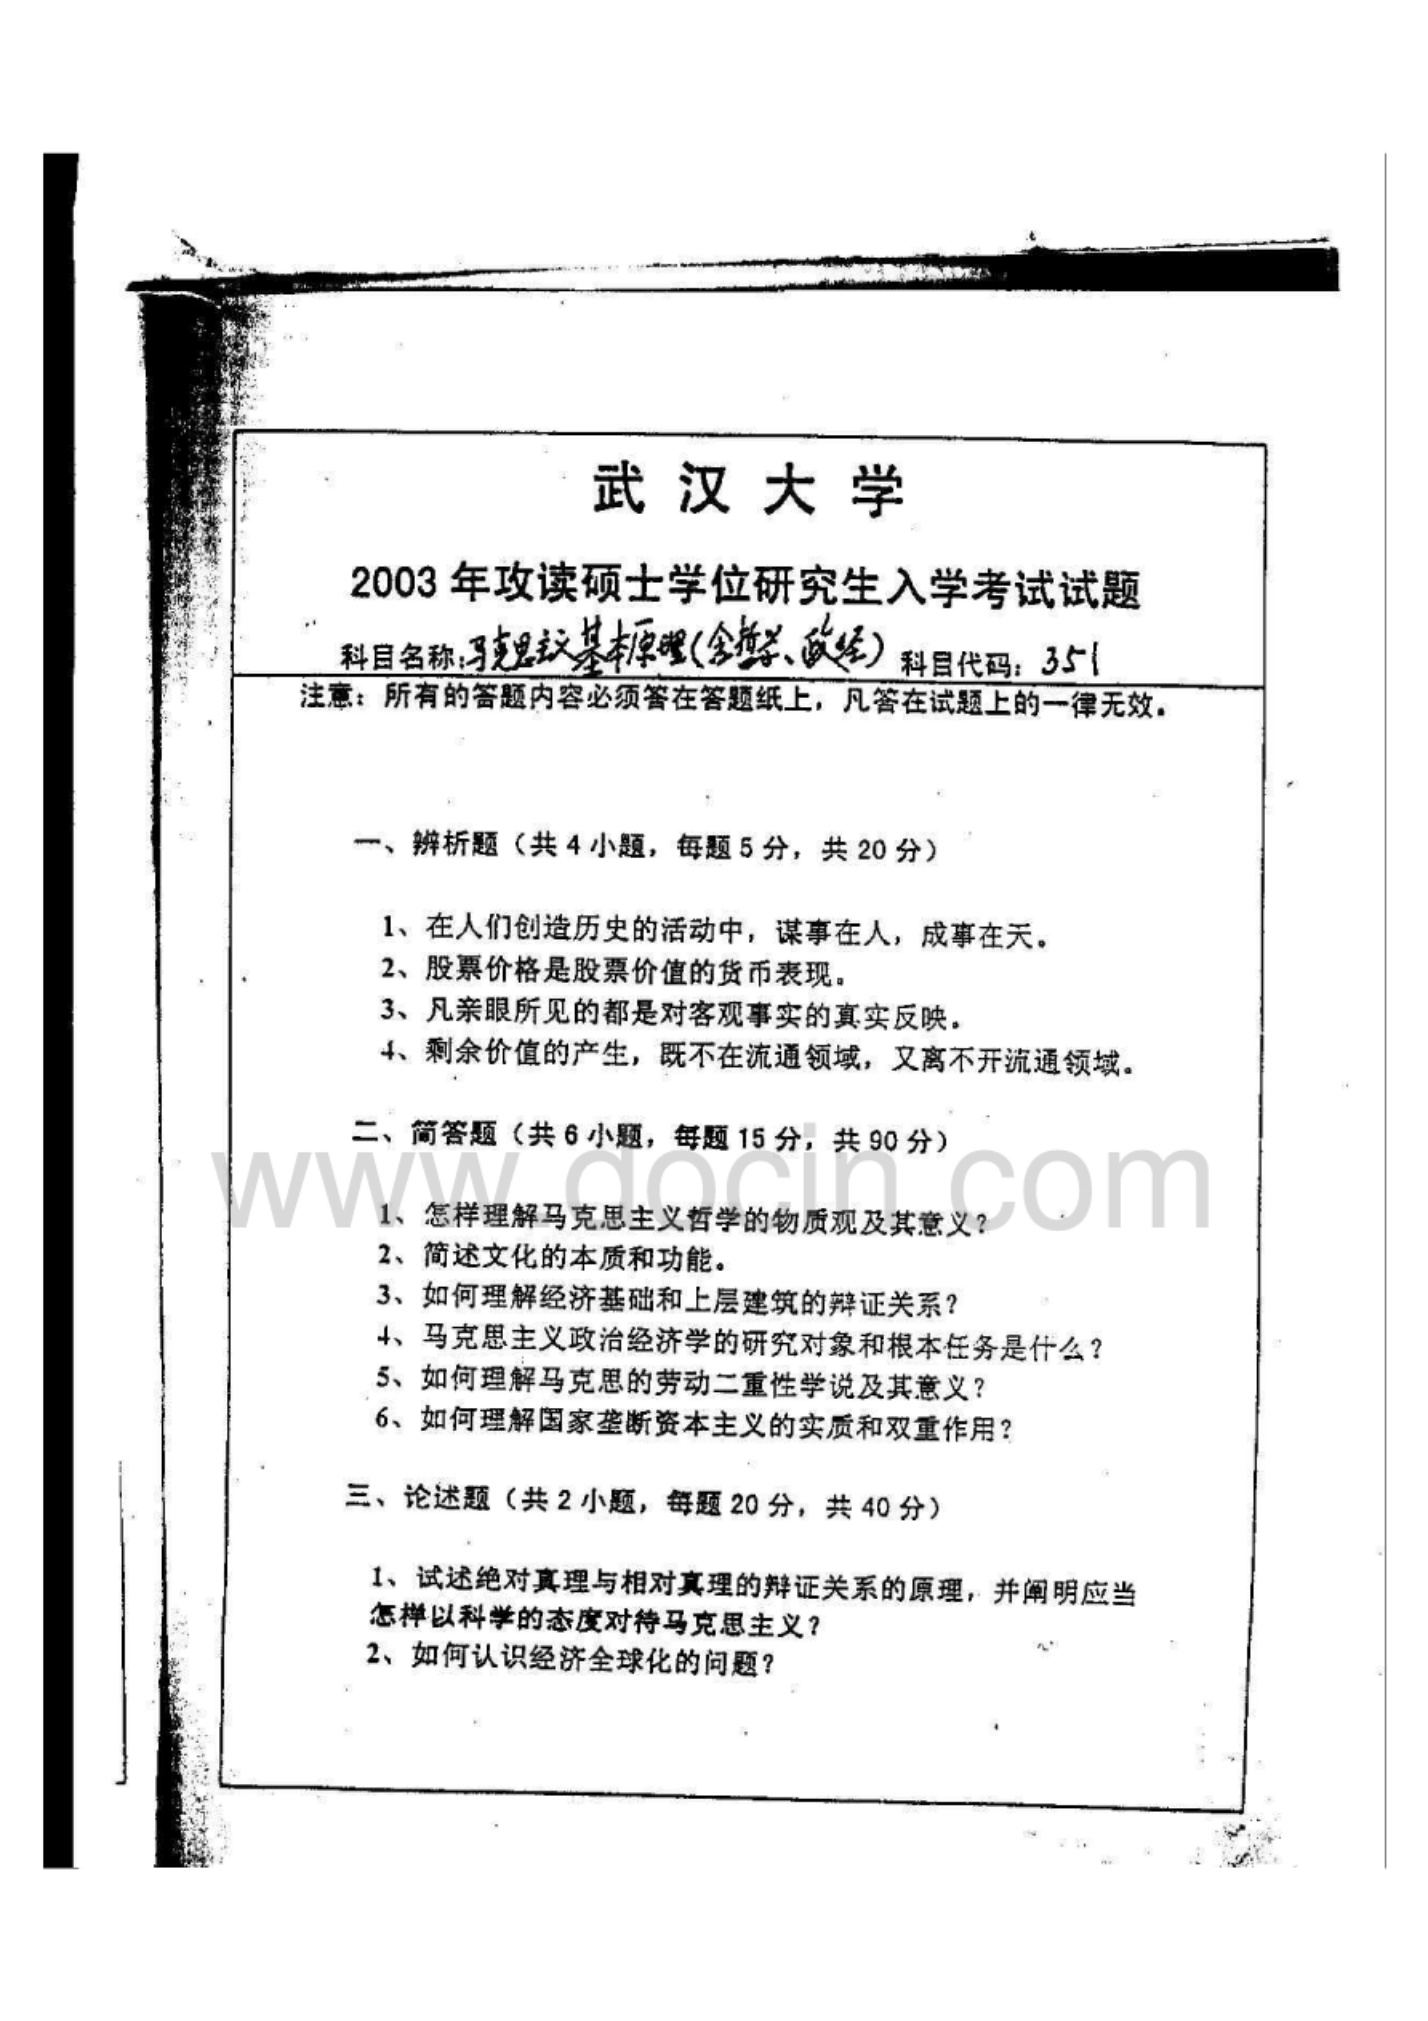 武汉大学
2003年攻读硕士学位研究生入学考试试题
科目名称:马克思主义基本原理(含哲学、政经) 科目代码：351
注意：所有的答题内容必须答在答题纸上，凡答在试题上的一律无效。
一、辨析题（共4小题，每题5分，共20分）
1、在人们创造历史的活动中，谋事在人，成事在天。
2、股票价格是股票价值的货币表现。
3、凡亲眼所见的都是对客观事实的真实反映。
4、剩余价值的产生，既不在流通领域，又离不开流通领域。
二、简答题（共6小题，每题15分，共90分）
www.docin.com
1、怎样理解马克思主义哲学的物质观及其意义？
2、简述文化的本质和功能。
3、如何理解经济基础和上层建筑的辩证关系？
4、马克思主义政治经济学的研究对象和根本任务是什么？
5、如何理解马克思的劳动二重性学说及其意义？
6、如何理解国家垄断资本主义的实质和双重作用？
三、论述题（共2小题，每题20分，共40分）
1、试述绝对真理与相对真理的辩证关系的原理，并阐明应当
怎样以科学的态度对待马克思主义？
2、如何认识经济全球化的问题？